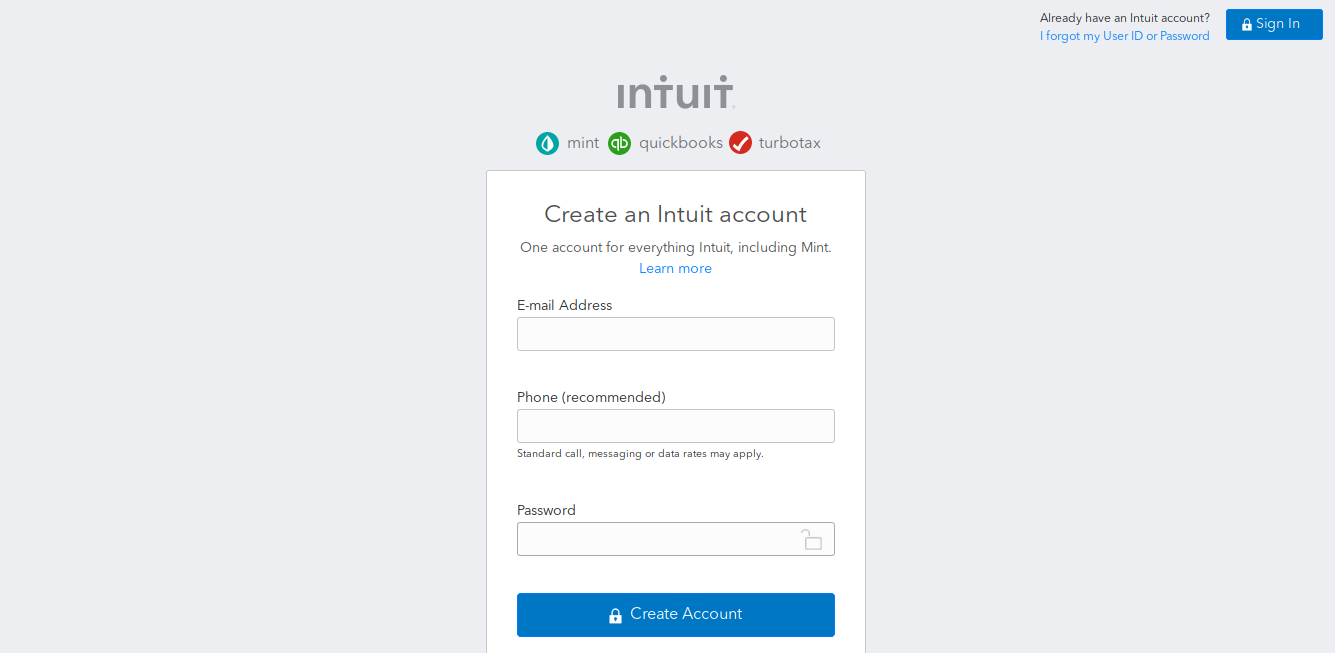 Already have an Intuit account?
I forgot my User ID or Password
Sign In
intuit
mint quickbooks turbotax
Create an Intuit account
One account for everything Intuit, including Mint.
Learn more
E-mail Address
Phone (recommended)
Standard call, messaging or data rates may apply.
Password
Create Account